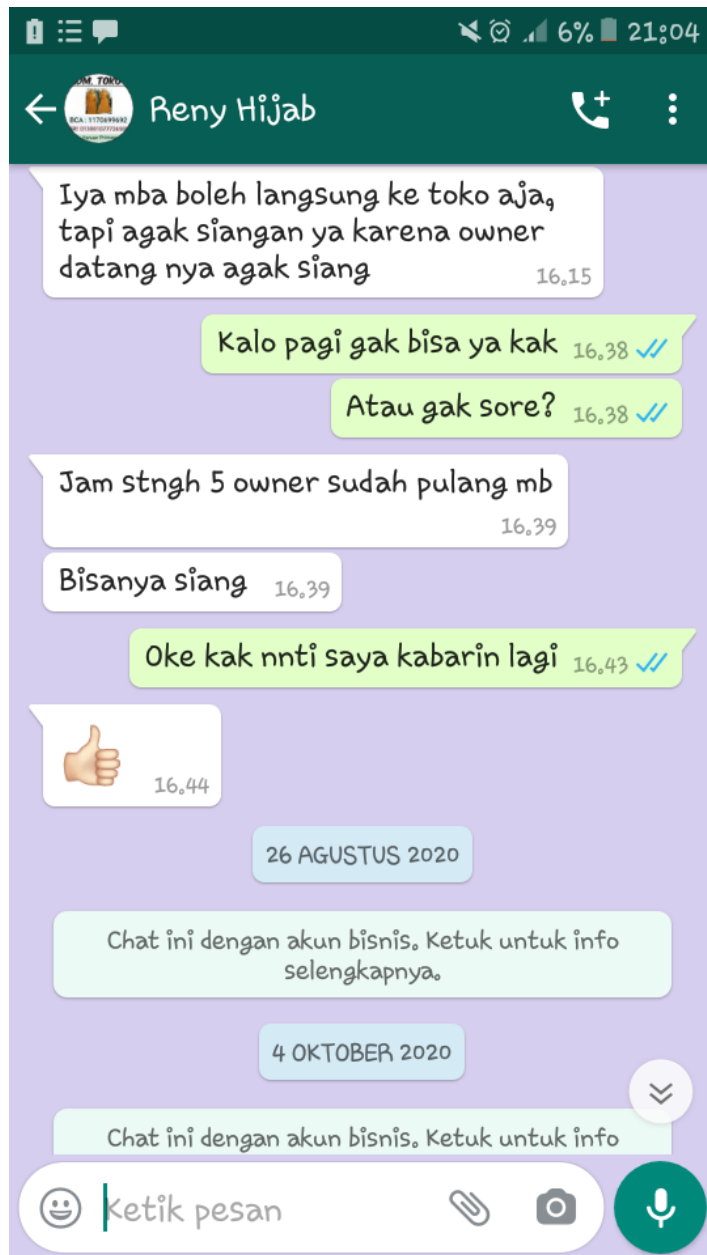 6% 21:04
OM. TOKO
BCA : 1170699692
Reny Hijab
Iya mba boleh langsung ke toko aja,
tapi agak siangan ya karena owner
datang nya agak siang
16.15
Kalo pagi gak bisa ya kak 16.38
Atau gak sore? 16.38
Jam stngh 5 owner sudah pulang mb
16.39
Bisanya siang 16.39
Oke kak nnti saya kabarin lagi 16.43
16.44
26 AGUSTUS 2020
Chat ini dengan akun bisnis. Ketuk untuk info
selengkapnya.
4 OKTOBER 2020
Chat ini dengan akun bisnis. Ketuk untuk info
Ketik pesan